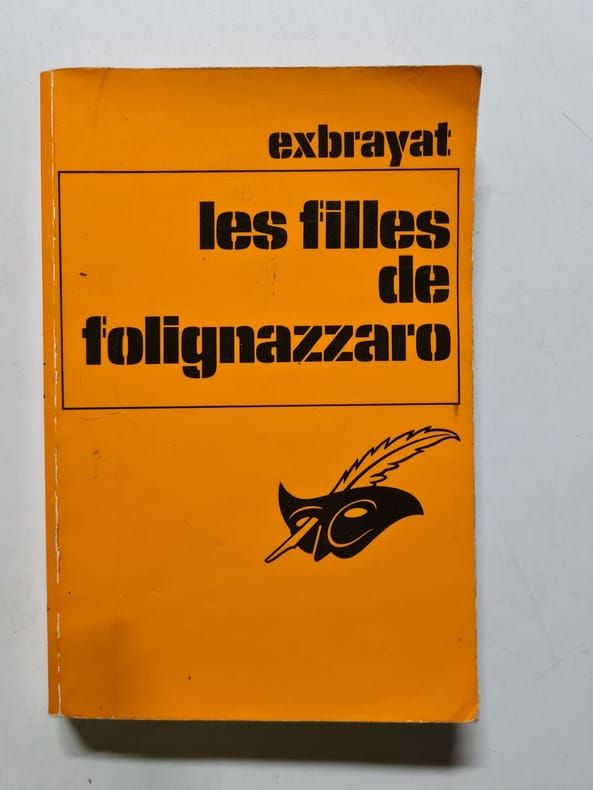 exbrayat
les filles
de
folignazzaro